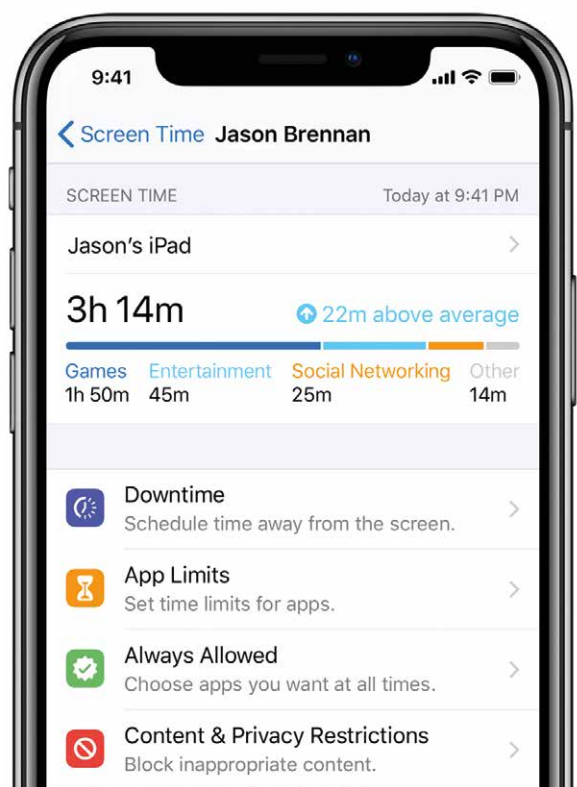 9:41
Screen Time Jason Brennan
SCREEN TIME Today at 9:41 PM
Jason's iPad
3h 14m 22m above average
Games Entertainment Social Networking Other
1h 50m 45m 25m 14m
Downtime
Schedule time away from the screen.
App Limits
Set time limits for apps.
Always Allowed
Choose apps you want at all times.
Content & Privacy Restrictions
Block inappropriate content.